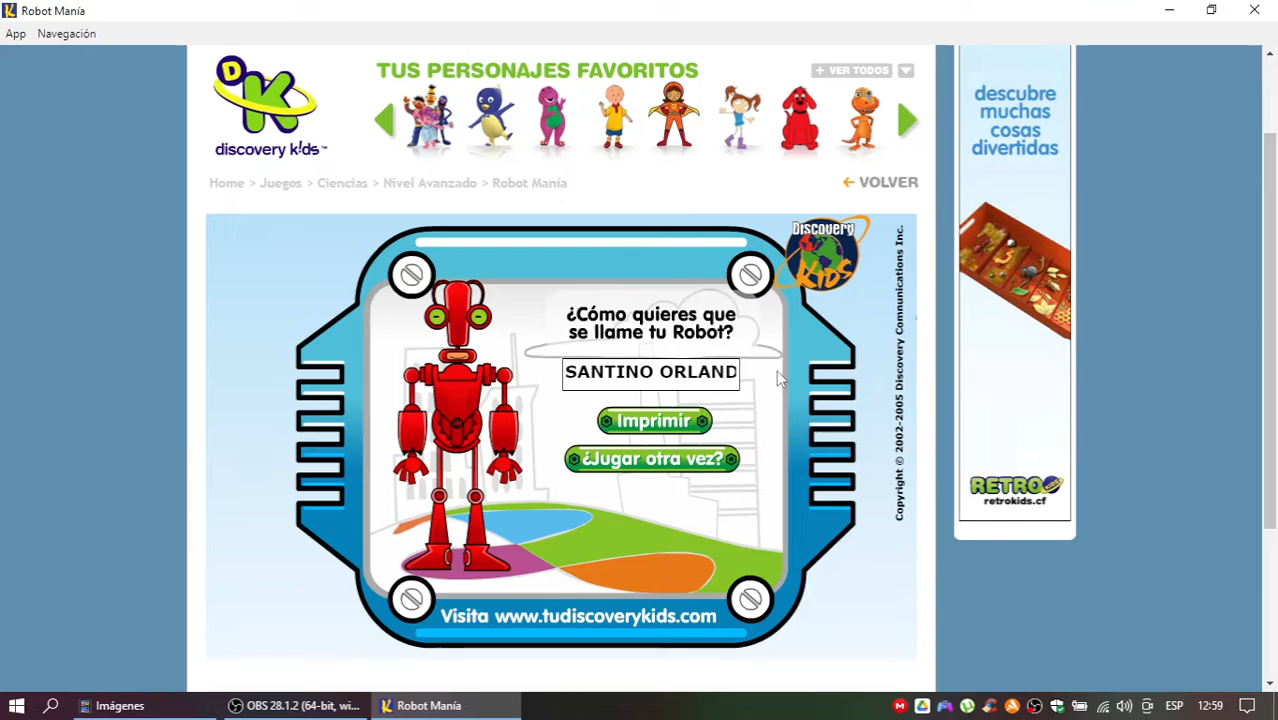 Robot Manía
App Navegación
TUS PERSONAJES FAVORITOS
+ VER TODOS
D K
discovery k!ds™
Home > Juegos > Ciencias > Nivel Avanzado > Robot Manía
VOLVER
descubre
muchas
cosas
divertidas
Discovery
KiDS
¿Cómo quieres que
se llame tu Robot?
SANTINO ORLAND
Imprimir
¿Jugar otra vez?
Visita www.tudiscoverykids.com
Copyright © 2002-2005 Discovery Comnunications Inc.
RETRO
retrokids.cf
Imágenes
OBS 28.1.2 (64-bit, wi...
Robot Manía
ESP
12:59